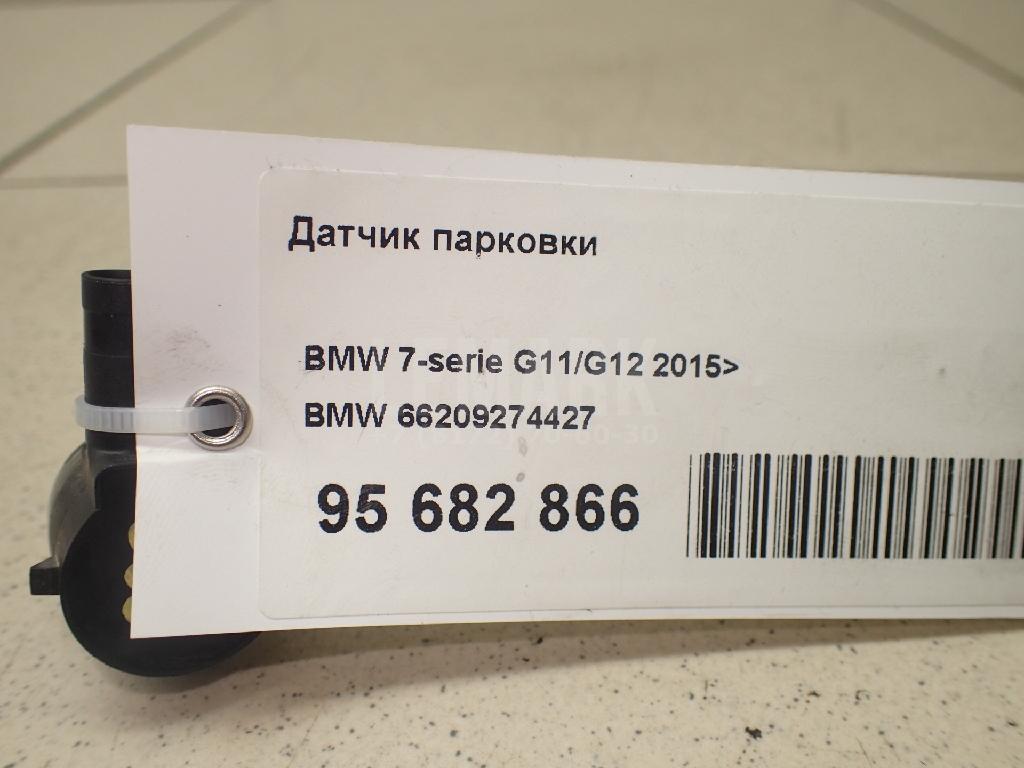 Датчик парковки
BMW 7-serie G11/G12 2015>
BMW 66209274427
95 682 866